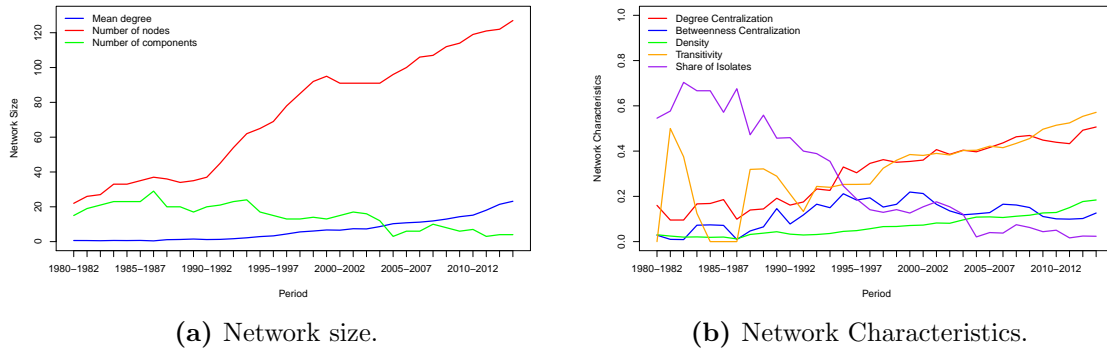 Mean degree
Number of nodes
Number of components
Network Size
0
20
40
60
80
100
120
1980−1982
1985−1987
1990−1992
1995−1997
2000−2002
2005−2007
2010−2012
Period
(a) Network size.
Degree Centralization
Betweenness Centralization
Density
Transitivity
Share of Isolates
Network Characteristics
0.0
0.2
0.4
0.6
0.8
1.0
1980−1982
1985−1987
1990−1992
1995−1997
2000−2002
2005−2007
2010−2012
Period
(b) Network Characteristics.